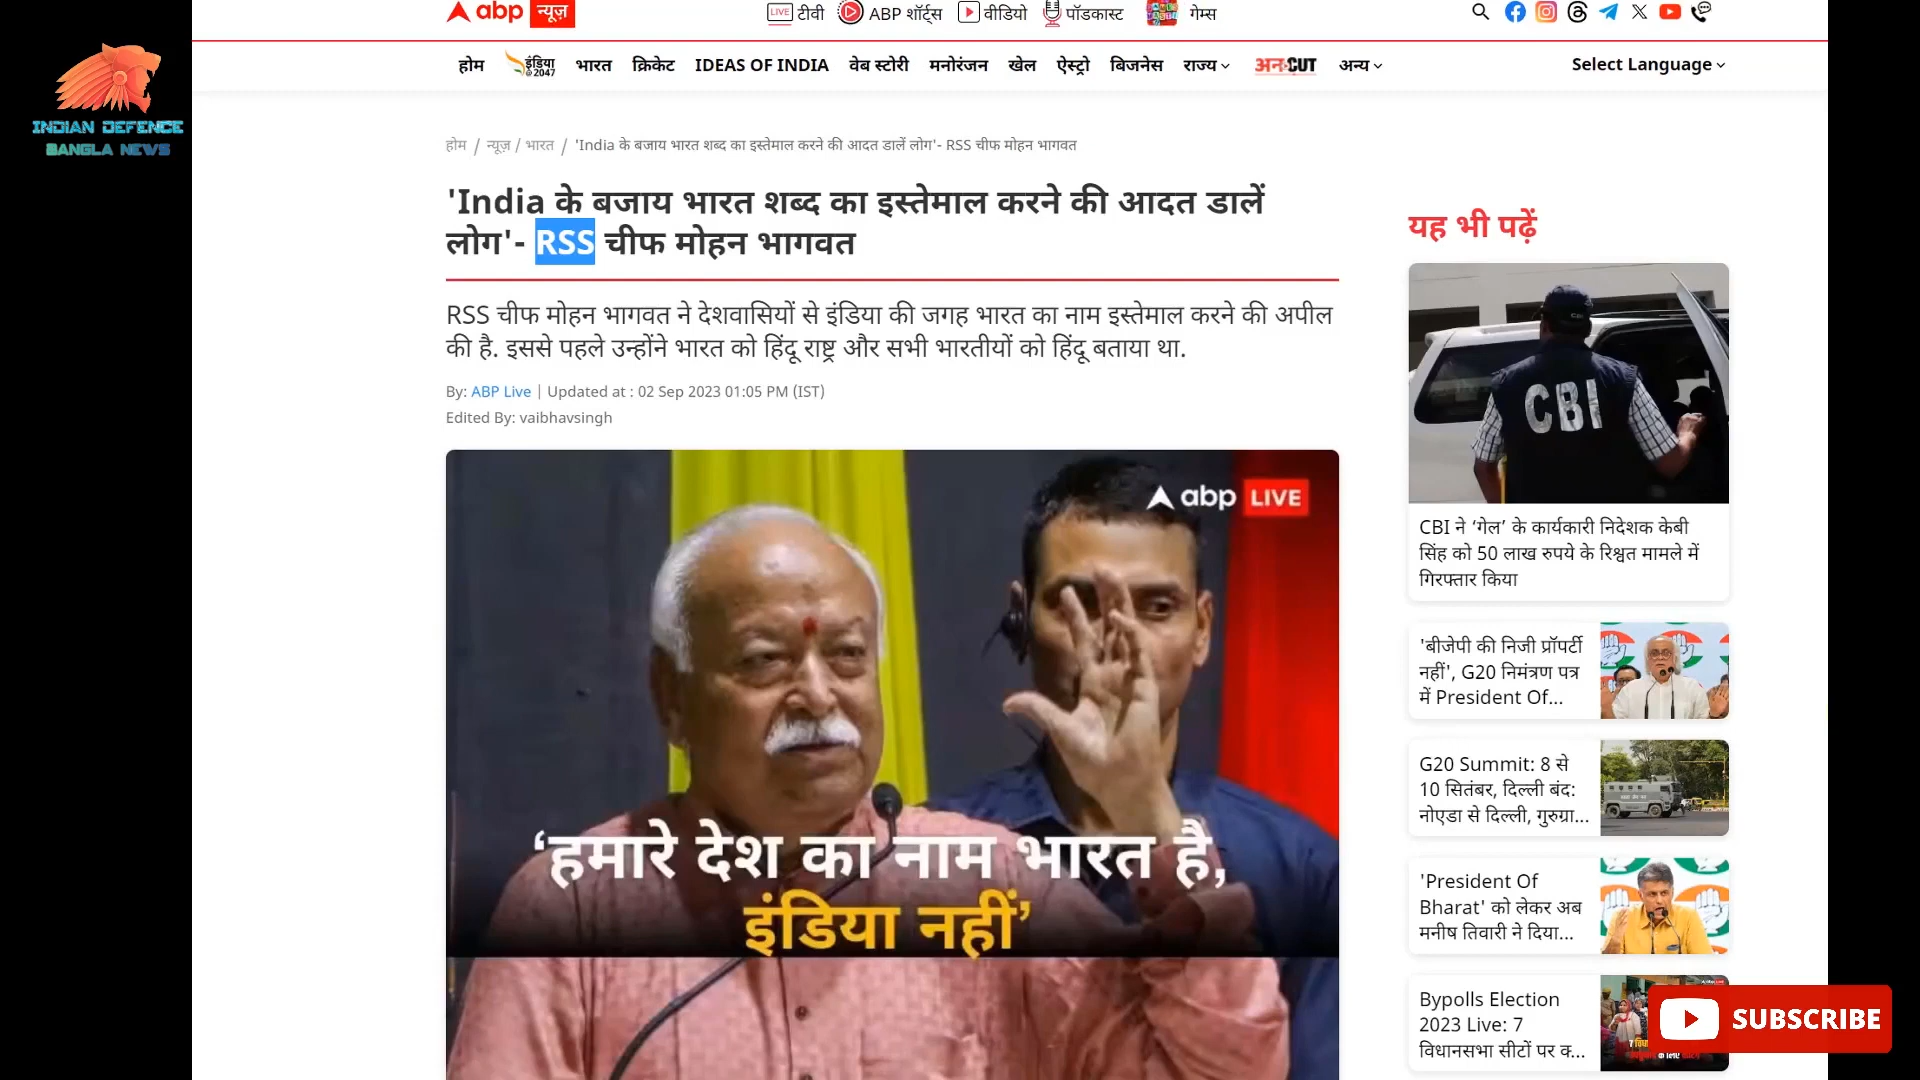 abp न्यूज़
LIVE टीवी ABP शॉर्ट्स वीडियो पॉडकास्ट गेम्स
INDIAN DEFENCE
BANGLA NEWS
होम इंडिया @2047 भारत क्रिकेट IDEAS OF INDIA वेब स्टोरी मनोरंजन खेल ऐस्ट्रो बिजनेस राज्य अन-CUT अन्य Select Language
होम / न्यूज़ / भारत / 'India के बजाय भारत शब्द का इस्तेमाल करने की आदत डालें लोग'- RSS चीफ मोहन भागवत
'India के बजाय भारत शब्द का इस्तेमाल करने की आदत डालें
लोग'- RSS चीफ मोहन भागवत
RSS चीफ मोहन भागवत ने देशवासियों से इंडिया की जगह भारत का नाम इस्तेमाल करने की अपील
की है. इससे पहले उन्होंने भारत को हिंदू राष्ट्र और सभी भारतीयों को हिंदू बताया था.
By: ABP Live | Updated at : 02 Sep 2023 01:05 PM (IST)
Edited By: vaibhavsingh
abp LIVE
‘हमारे देश का नाम भारत है,
इंडिया नहीं’
यह भी पढ़ें
CBI
CBI ने ‘गेल’ के कार्यकारी निदेशक केबी
सिंह को 50 लाख रुपये के रिश्वत मामले में
गिरफ्तार किया
'बीजेपी की निजी प्रॉपर्टी
नहीं', G20 निमंत्रण पत्र
में President Of...
G20 Summit: 8 से
10 सितंबर, दिल्ली बंद:
नोएडा से दिल्ली, गुरुग्रा...
'President Of
Bharat' को लेकर अब
मनीष तिवारी ने दिया...
Bypolls Election
2023 Live: 7
विधानसभा सीटों पर क...
SUBSCRIBE